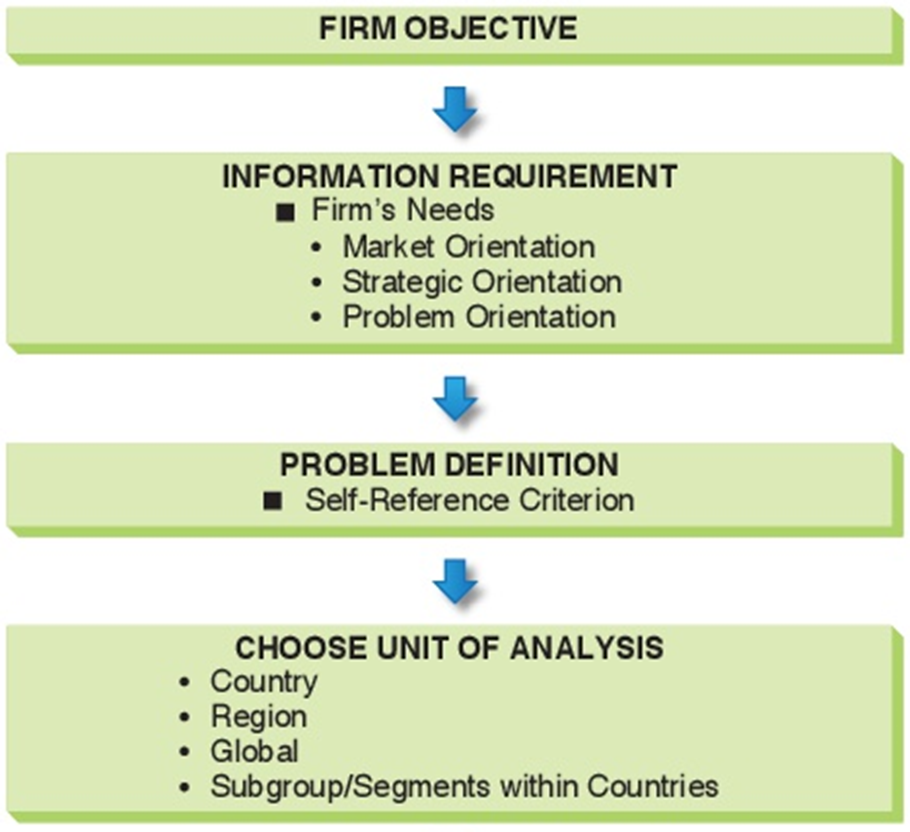 FIRM OBJECTIVE
INFORMATION REQUIREMENT
■ Firm's Needs
• Market Orientation
• Strategic Orientation
• Problem Orientation
PROBLEM DEFINITION
■ Self-Reference Criterion
CHOOSE UNIT OF ANALYSIS
• Country
• Region
• Global
• Subgroup/Segments within Countries